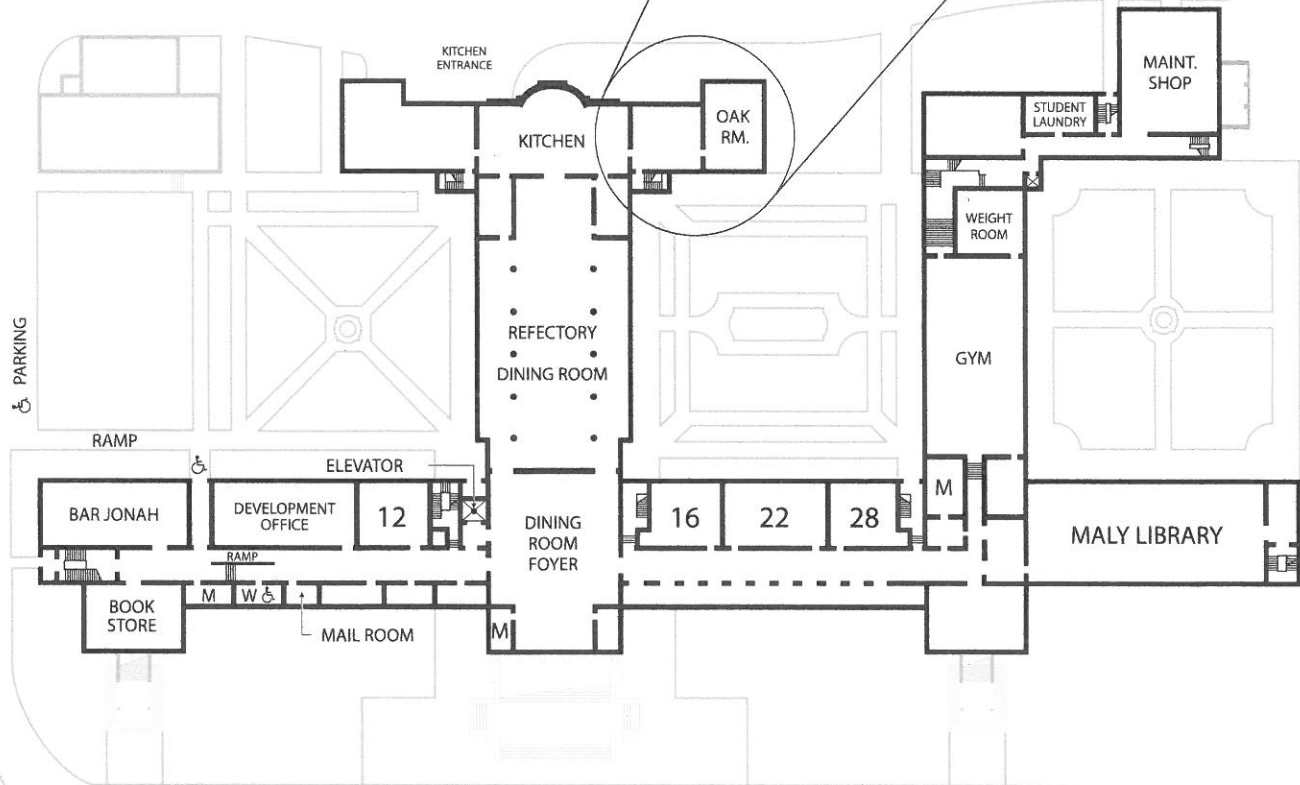 KITCHEN
ENTRANCE
MAINT.
SHOP
STUDENT
LAUNDRY
OAK
RM.
KITCHEN
WEIGHT
ROOM
REFECTORY
DINING ROOM
GYM
PARKING
RAMP
ELEVATOR
BAR JONAH
DEVELOPMENT
OFFICE
12
DINING
ROOM
FOYER
16
22
28
M
MALY LIBRARY
RAMP
M
W
BOOK
STORE
MAIL ROOM
M